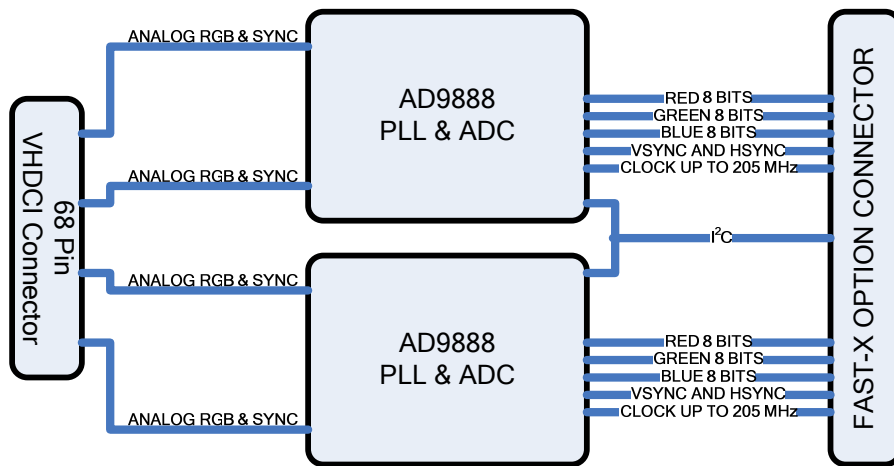 ANALOG RGB & SYNC
ANALOG RGB & SYNC
ANALOG RGB & SYNC
ANALOG RGB & SYNC
68 Pin
VHDCI Connector
AD9888
PLL & ADC
RED 8 BITS
GREEN 8 BITS
BLUE 8 BITS
VSYNC AND HSYNC
CLOCK UP TO 205 MHz
I²C
AD9888
PLL & ADC
RED 8 BITS
GREEN 8 BITS
BLUE 8 BITS
VSYNC AND HSYNC
CLOCK UP TO 205 MHz
FAST-X OPTION CONNECTOR